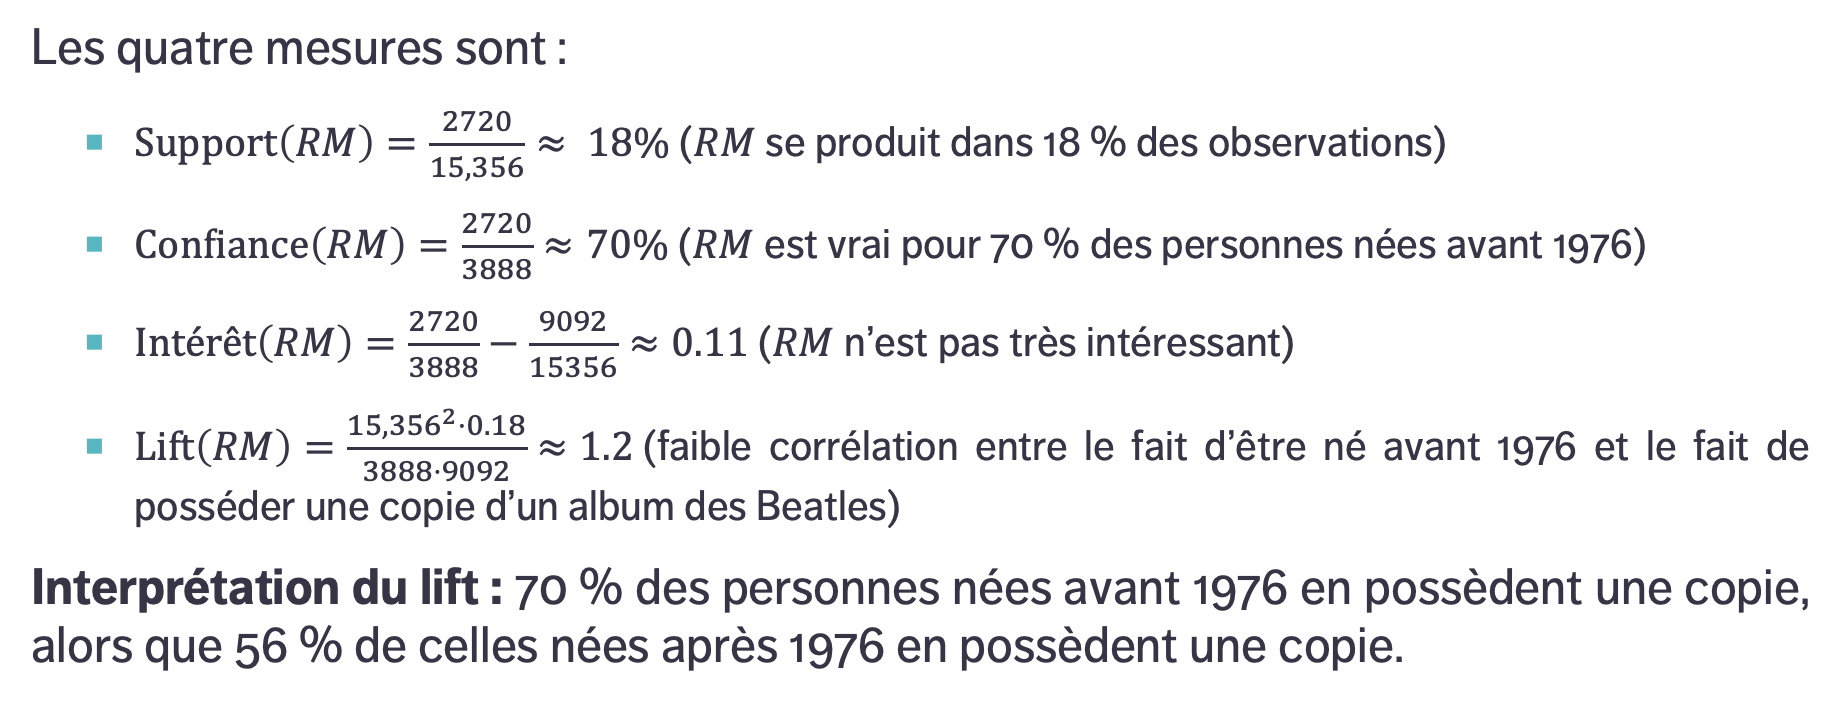 Les quatre mesures sont :
▪ Support(RM) = 2720/15,356 ≈ 18% (RM se produit dans 18 % des observations)
▪ Confiance(RM) = 2720/3888 ≈ 70% (RM est vrai pour 70 % des personnes nées avant 1976)
▪ Intérêt(RM) = 2720/3888 − 9092/15356 ≈ 0.11 (RM n’est pas très intéressant)
▪ Lift(RM) = 15,356²·0.18/3888·9092 ≈ 1.2 (faible corrélation entre le fait d’être né avant 1976 et le fait de
posséder une copie d’un album des Beatles)
Interprétation du lift : 70 % des personnes nées avant 1976 en possèdent une copie,
alors que 56 % de celles nées après 1976 en possèdent une copie.